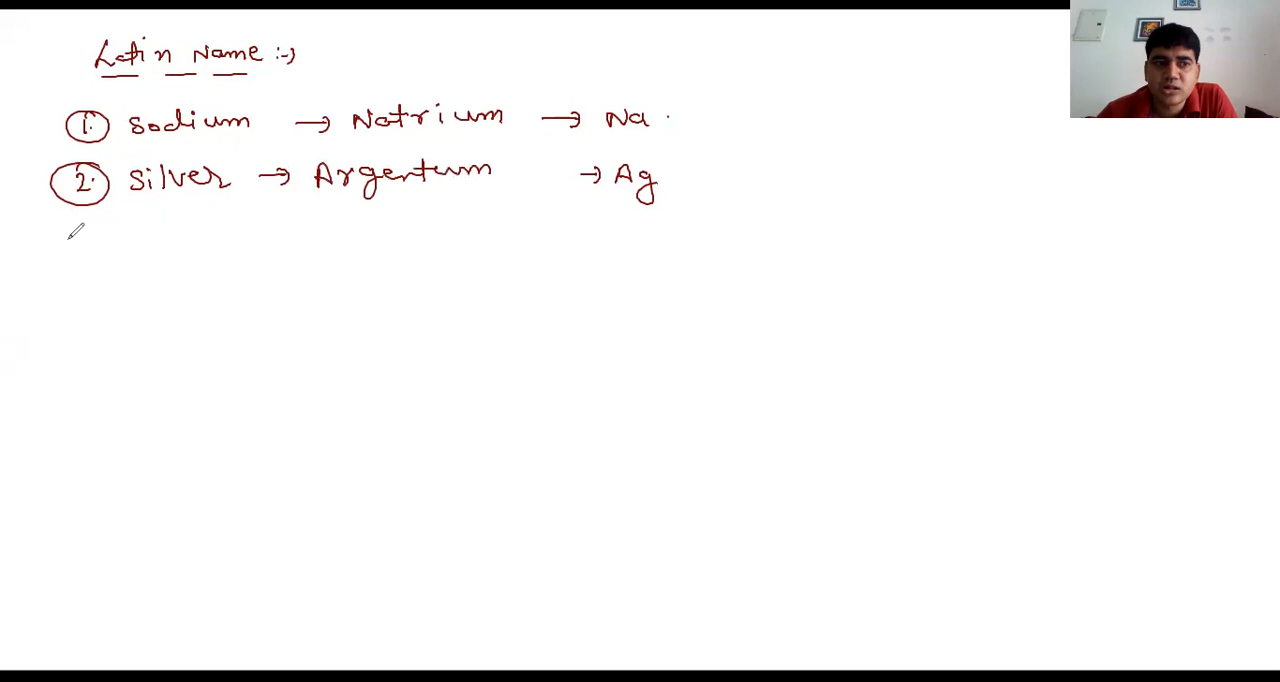 Latin Name :-)
1. Sodium → Natrium → Na.
2. Silver → Argentum → Ag